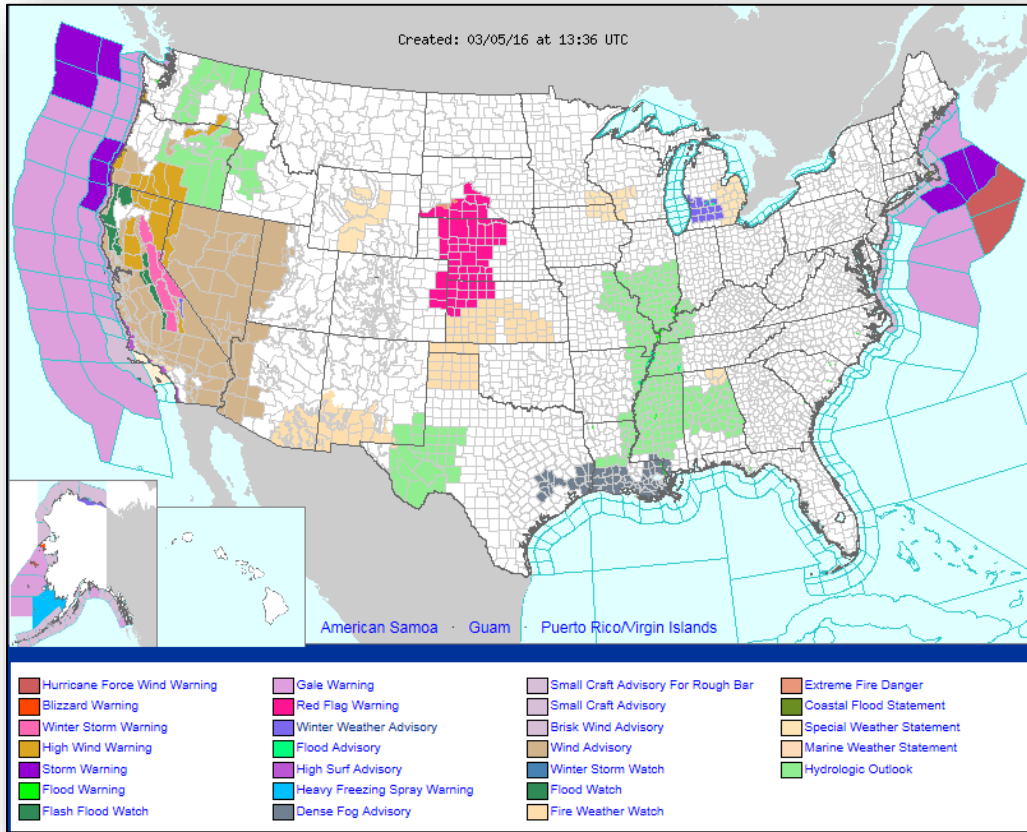 Created: 03/05/16 at 13:36 UTC
American Samoa · Guam · Puerto Rico/Virgin Islands
Hurricane Force Wind Warning
Blizzard Warning
Winter Storm Warning
High Wind Warning
Storm Warning
Flood Warning
Flash Flood Watch
Gale Warning
Red Flag Warning
Winter Weather Advisory
Flood Advisory
High Surf Advisory
Heavy Freezing Spray Warning
Dense Fog Advisory
Small Craft Advisory For Rough Bar
Small Craft Advisory
Brisk Wind Advisory
Wind Advisory
Winter Storm Watch
Flood Watch
Fire Weather Watch
Extreme Fire Danger
Coastal Flood Statement
Special Weather Statement
Marine Weather Statement
Hydrologic Outlook